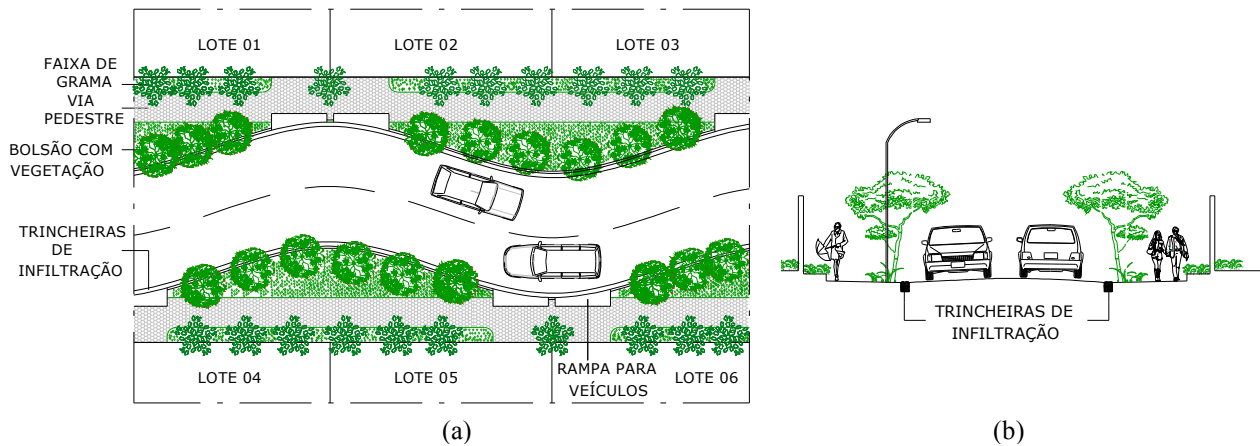 LOTE 01
LOTE 02
LOTE 03
FAIXA DE
GRAMA
VIA
PEDESTRE
BOLSÃO COM
VEGETAÇÃO
TRINCHEIRAS
DE
INFILTRAÇÃO
LOTE 04
LOTE 05
RAMPA PARA
VEÍCULOS
LOTE 06
(a)
TRINCHEIRAS DE
INFILTRAÇÃO
(b)